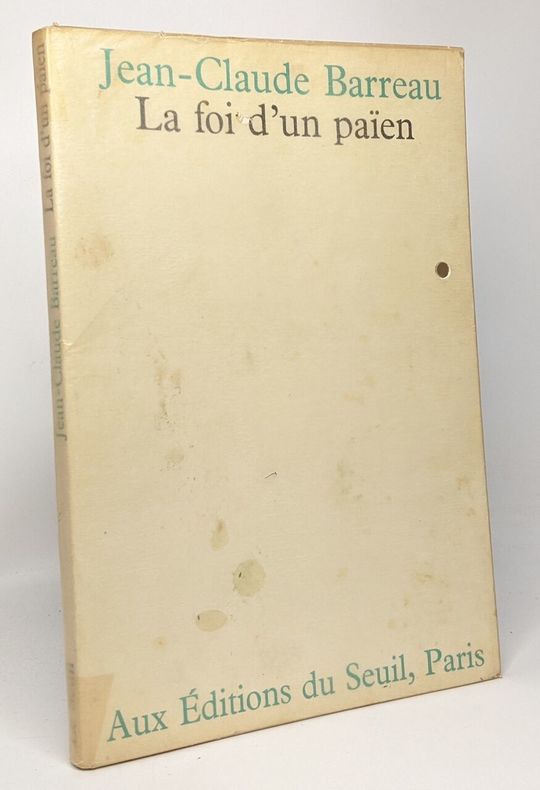 Jean-Claude Barreau
La foi d'un païen
Aux Éditions du Seuil, Paris
Jean-Claude Barreau La foi d'un païen